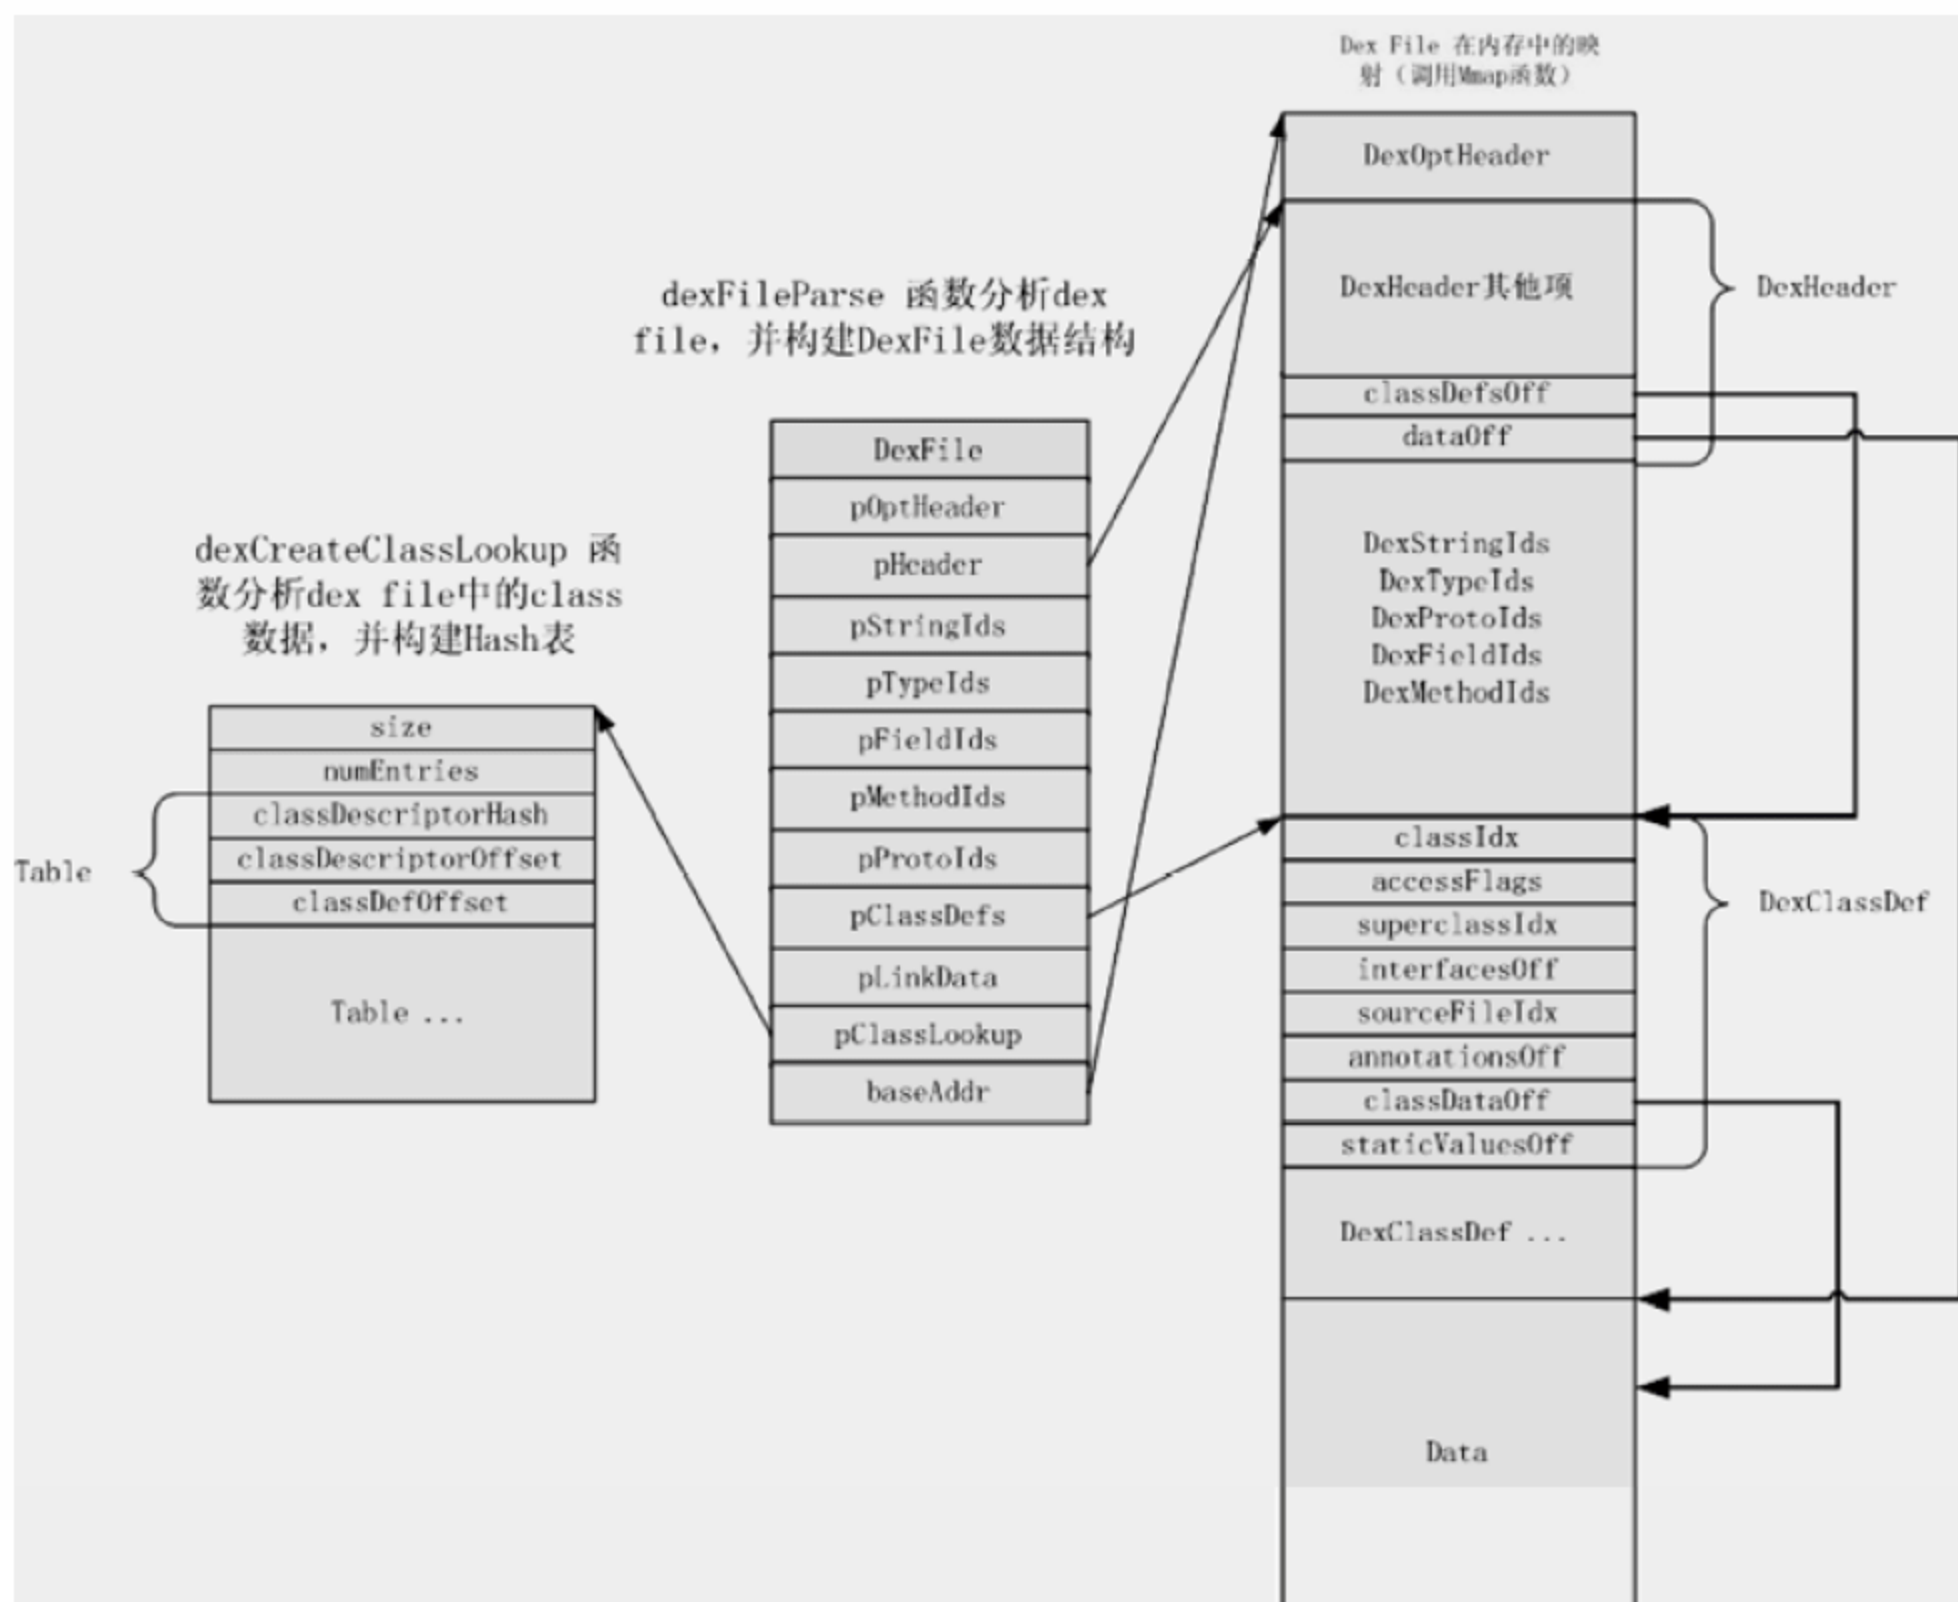 Dex File 在内存中的映
射（调用Mmap函数）
DexOptHeader
DexHeader其他项
DexHeader
classDefsOff
dataOff
DexStringIds
DexTypeIds
DexProtoIds
DexFieldIds
DexMethodIds
classIdx
accessFlags
superclassIdx
interfacesOff
sourceFileIdx
annotationsOff
classDataOff
staticValuesOff
DexClassDef
DexClassDef ...
Data
dexFileParse 函数分析dex
file，并构建DexFile数据结构
DexFile
pOptHeader
pHeader
pStringIds
pTypeIds
pFieldIds
pMethodIds
pProtoIds
pClassDefs
pLinkData
pClassLookup
baseAddr
dexCreateClassLookup 函
数分析dex file中的class
数据，并构建Hash表
size
numEntries
classDescriptorHash
classDescriptorOffset
classDefOffset
Table
Table ...